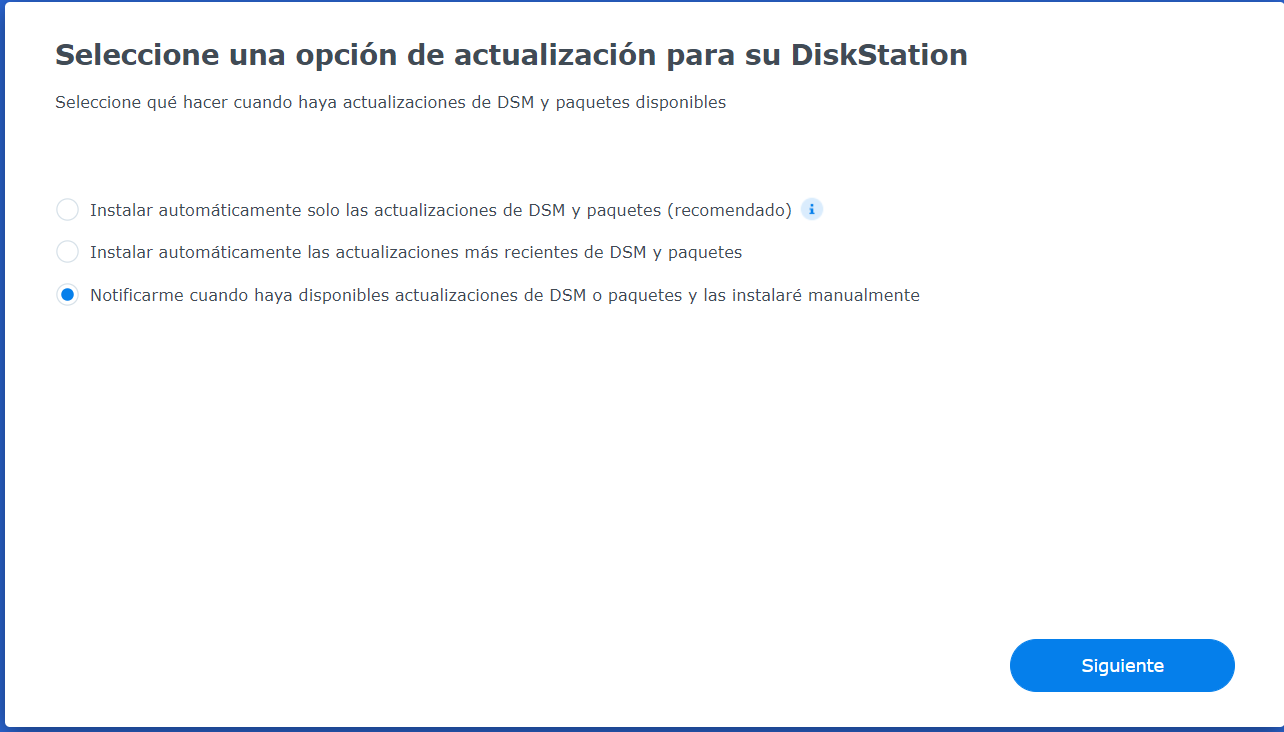 Seleccione una opción de actualización para su DiskStation
Seleccione qué hacer cuando haya actualizaciones de DSM y paquetes disponibles
Instalar automáticamente solo las actualizaciones de DSM y paquetes (recomendado) i
Instalar automáticamente las actualizaciones más recientes de DSM y paquetes
Notificarme cuando haya disponibles actualizaciones de DSM o paquetes y las instalaré manualmente
Siguiente